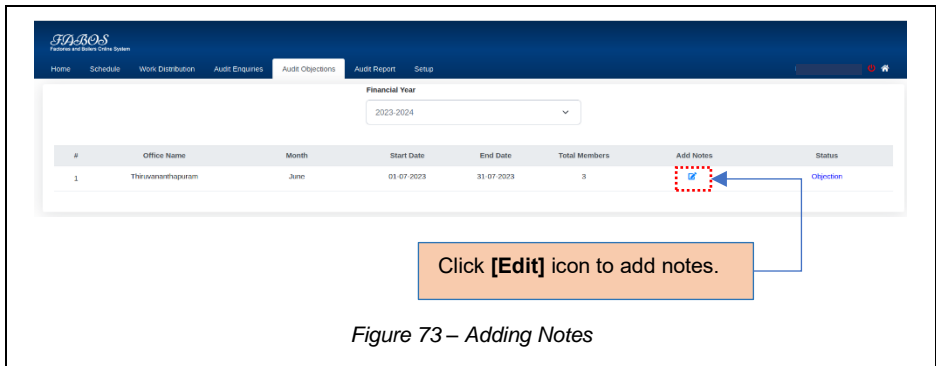 FABOS
Factories and Boilers Online System
Home Schedule Work Distribution Audit Enquiries Audit Objections Audit Report Setup
Financial Year
2023-2024
# Office Name Month Start Date End Date Total Members Add Notes Status
1 Thiruvananthapuram June 01-07-2023 31-07-2023 3 Objection
Click [Edit] icon to add notes.
Figure 73 – Adding Notes